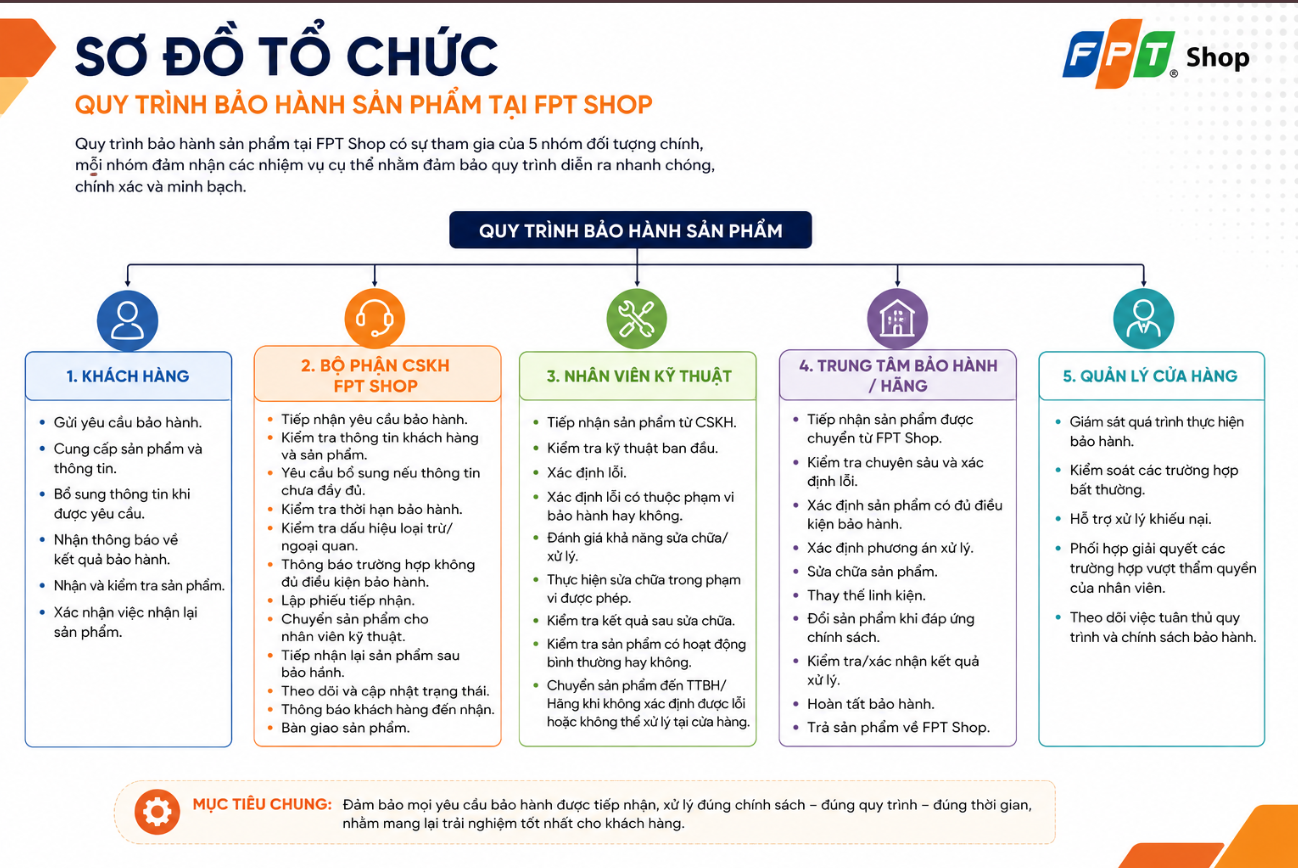 SƠ ĐỒ TỔ CHỨC
FPT® Shop
QUY TRÌNH BẢO HÀNH SẢN PHẨM TẠI FPT SHOP
Quy trình bảo hành sản phẩm tại FPT Shop có sự tham gia của 5 nhóm đối tượng chính,
mỗi nhóm đảm nhận các nhiệm vụ cụ thể nhằm đảm bảo quy trình diễn ra nhanh chóng,
chính xác và minh bạch.
QUY TRÌNH BẢO HÀNH SẢN PHẨM
1. KHÁCH HÀNG
• Gửi yêu cầu bảo hành.
• Cung cấp sản phẩm và
thông tin.
• Bổ sung thông tin khi
được yêu cầu.
• Nhận thông báo về
kết quả bảo hành.
• Nhận và kiểm tra sản phẩm.
• Xác nhận việc nhận lại
sản phẩm.
2. BỘ PHẬN CSKH
FPT SHOP
• Tiếp nhận yêu cầu bảo hành.
• Kiểm tra thông tin khách hàng
và sản phẩm.
• Yêu cầu bổ sung nếu thông tin
chưa đầy đủ.
• Kiểm tra thời hạn bảo hành.
• Kiểm tra dấu hiệu loại trừ/
ngoại quan.
• Thông báo trường hợp không
đủ điều kiện bảo hành.
• Lập phiếu tiếp nhận.
• Chuyển sản phẩm cho
nhân viên kỹ thuật.
• Tiếp nhận lại sản phẩm sau
bảo hành.
• Theo dõi và cập nhật trạng thái.
• Thông báo khách hàng đến nhận.
• Bàn giao sản phẩm.
3. NHÂN VIÊN KỸ THUẬT
• Tiếp nhận sản phẩm từ CSKH.
• Kiểm tra kỹ thuật ban đầu.
• Xác định lỗi.
• Xác định lỗi có thuộc phạm vi
bảo hành hay không.
• Đánh giá khả năng sửa chữa/
xử lý.
• Thực hiện sửa chữa trong phạm
vi được phép.
• Kiểm tra kết quả sau sửa chữa.
• Kiểm tra sản phẩm có hoạt động
bình thường hay không.
• Chuyển sản phẩm đến TTBH/
Hãng khi không xác định được lỗi
hoặc không thể xử lý tại cửa hàng.
4. TRUNG TÂM BẢO HÀNH
/ HÃNG
• Tiếp nhận sản phẩm được
chuyển từ FPT Shop.
• Kiểm tra chuyên sâu và xác
định lỗi.
• Xác định sản phẩm có đủ điều
kiện bảo hành.
• Xác định phương án xử lý.
• Sửa chữa sản phẩm.
• Thay thế linh kiện.
• Đổi sản phẩm khi đáp ứng
chính sách.
• Kiểm tra/xác nhận kết quả
xử lý.
• Hoàn tất bảo hành.
• Trả sản phẩm về FPT Shop.
5. QUẢN LÝ CỬA HÀNG
• Giám sát quá trình thực hiện
bảo hành.
• Kiểm soát các trường hợp
bất thường.
• Hỗ trợ xử lý khiếu nại.
• Phối hợp giải quyết các
trường hợp vượt thẩm quyền
của nhân viên.
• Theo dõi việc tuân thủ quy
trình và chính sách bảo hành.
MỤC TIÊU CHUNG: Đảm bảo mọi yêu cầu bảo hành được tiếp nhận, xử lý đúng chính sách – đúng quy trình – đúng thời gian,
nhằm mang lại trải nghiệm tốt nhất cho khách hàng.